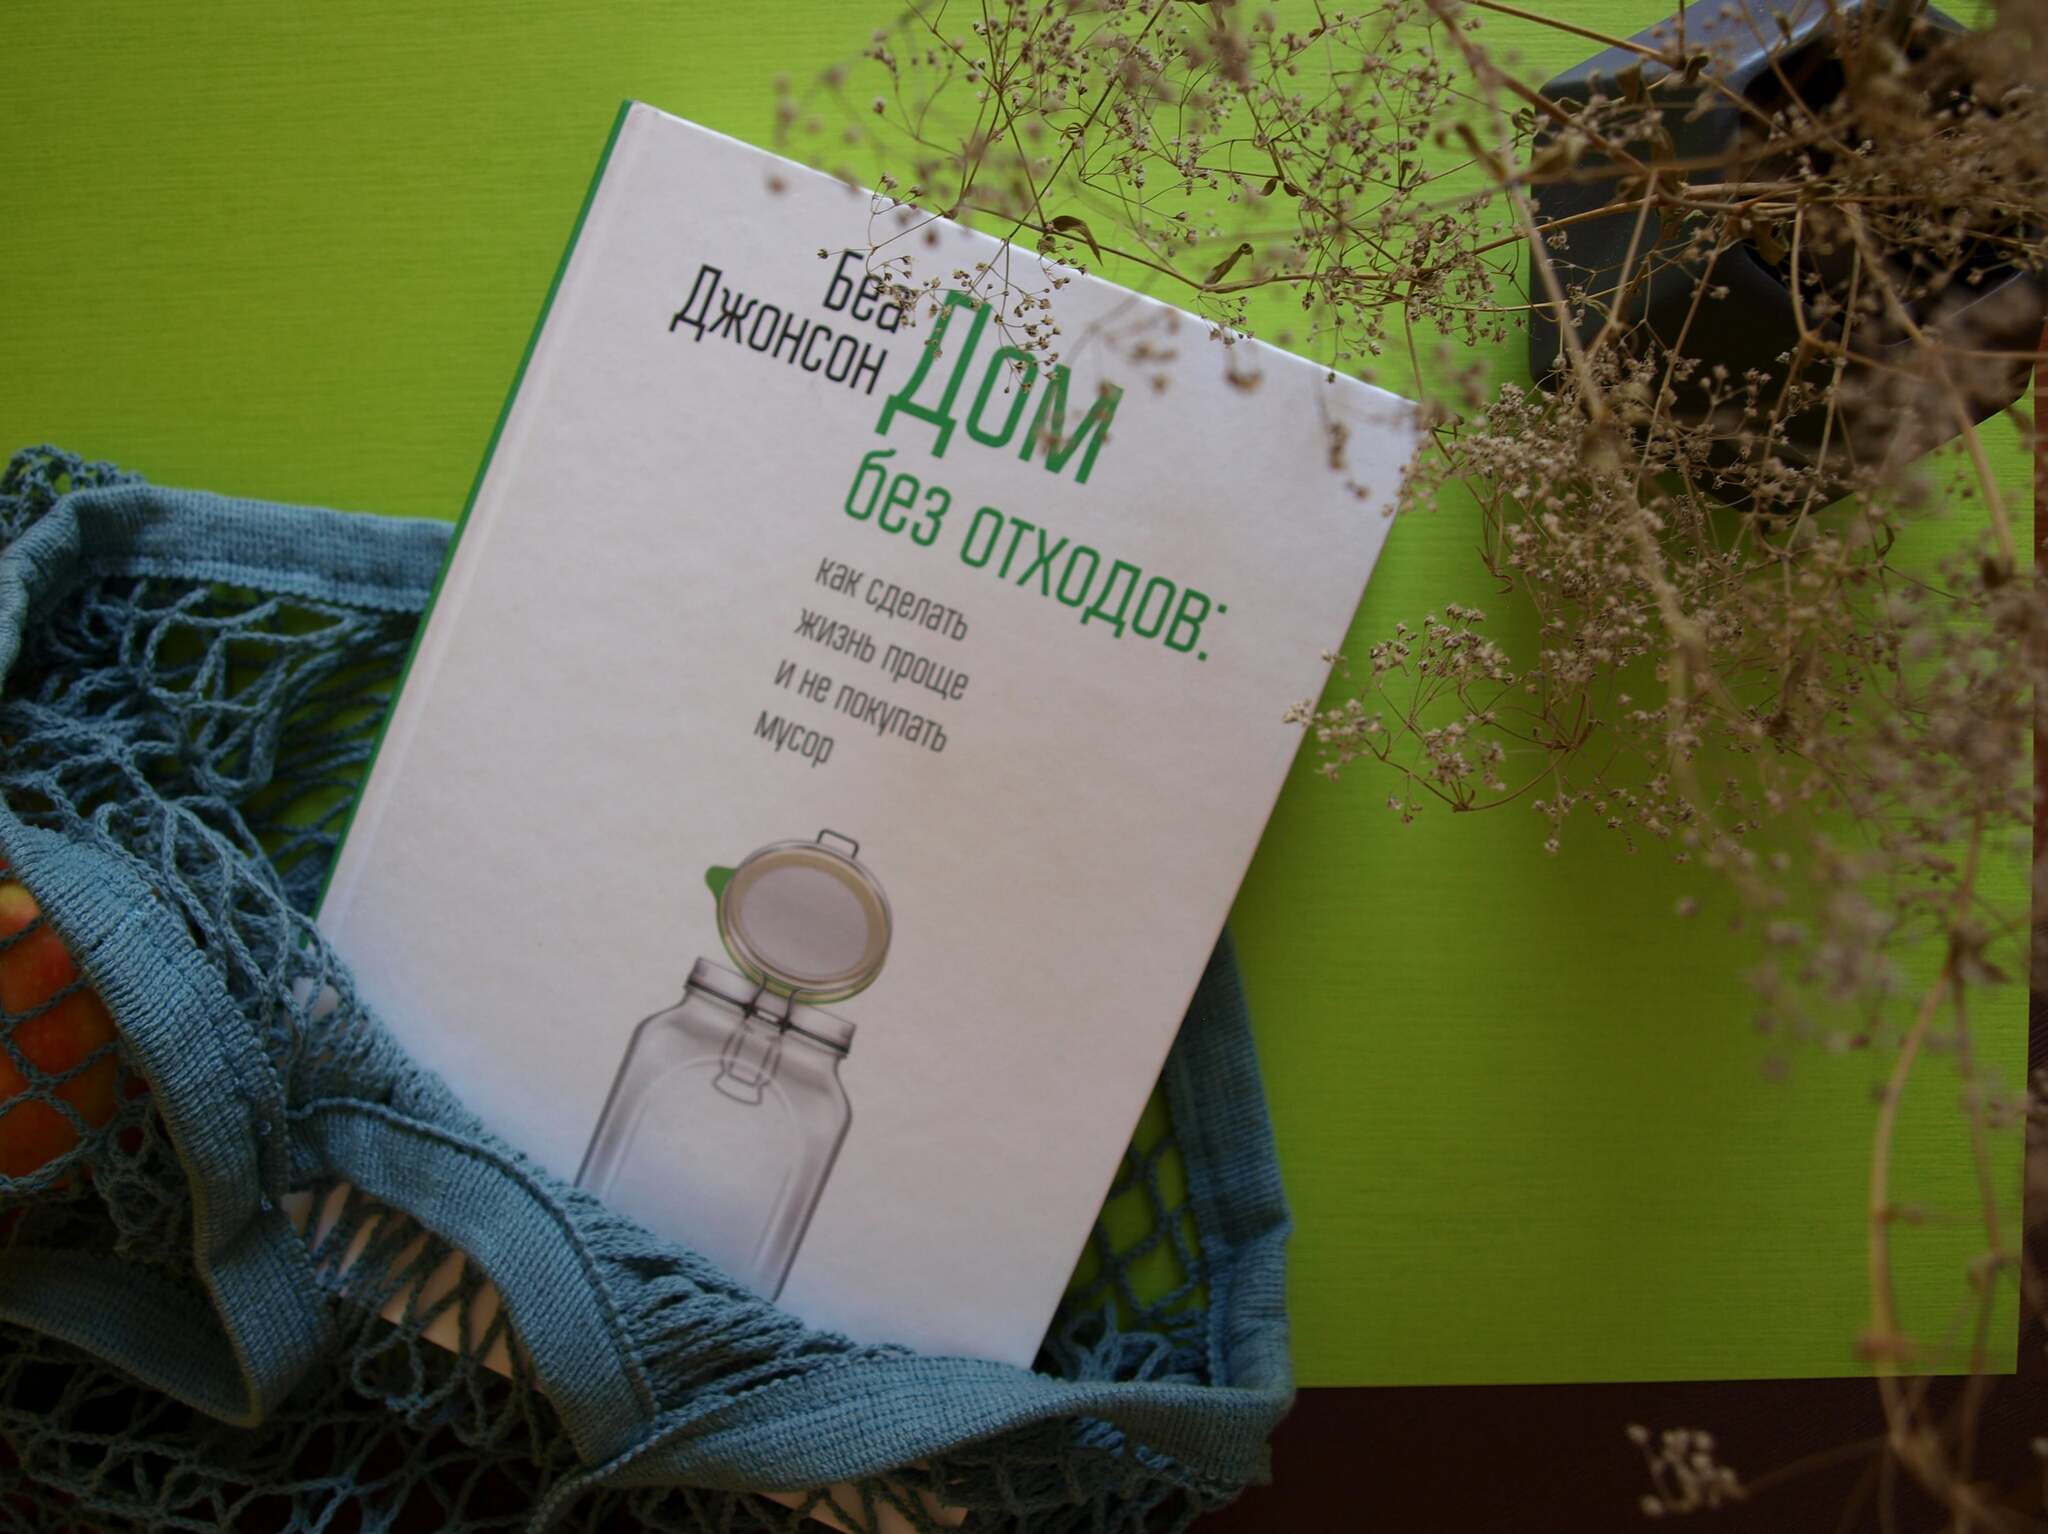 Беа
Джонсон
Дом
без отходов:
как сделать
жизнь проще
и не покупать
мусор